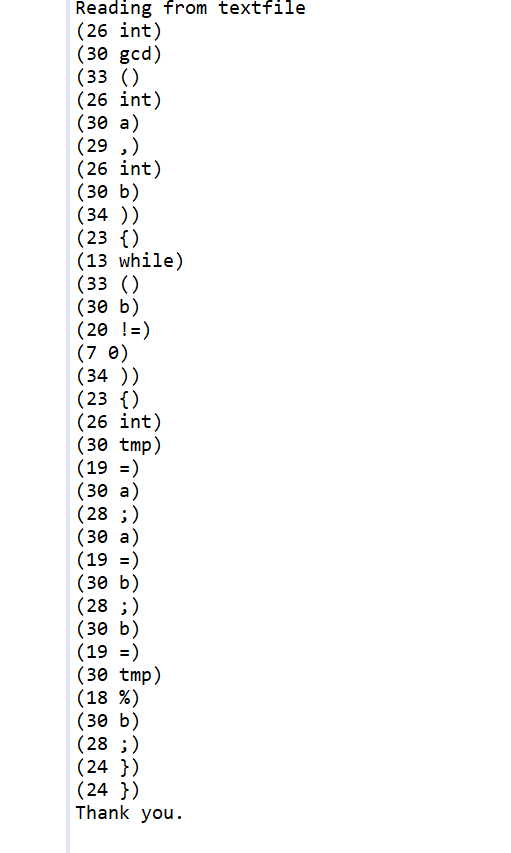 Reading from textfile
(26 int)
(30 gcd)
(33 ()
(26 int)
(30 a)
(29 ,)
(26 int)
(30 b)
(34 ))
(23 {)
(13 while)
(33 ()
(30 b)
(20 !=)
(7 0)
(34 ))
(23 {)
(26 int)
(30 tmp)
(19 =)
(30 a)
(28 ;)
(30 a)
(19 =)
(30 b)
(28 ;)
(30 b)
(19 =)
(30 tmp)
(18 %)
(30 b)
(28 ;)
(24 })
(24 })
Thank you.